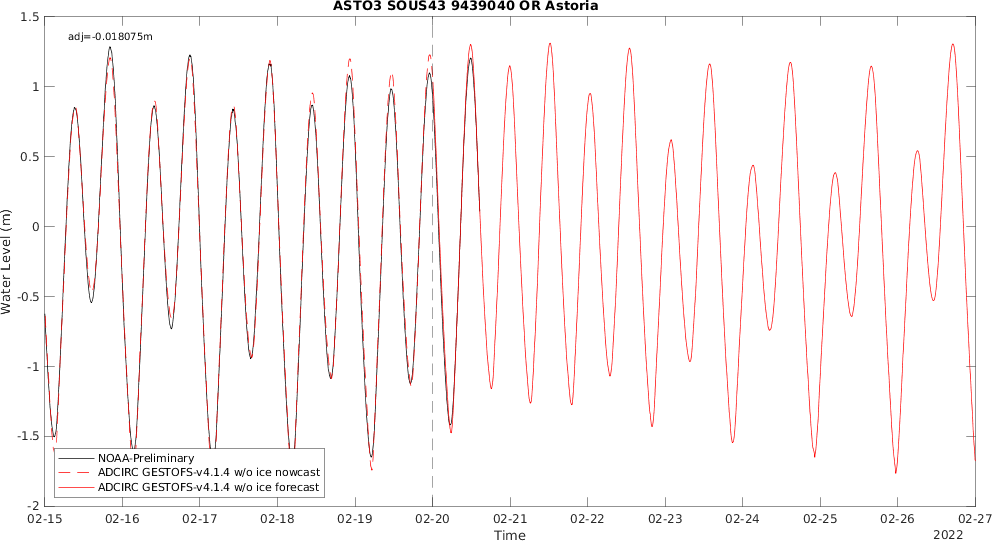 ASTO3 SOUS43 9439040 OR Astoria
adj=-0.018075m
1.5
1
0.5
0
-0.5
-1
-1.5
-2
Water Level (m)
NOAA-Preliminary
ADCIRC GESTOFS-v4.1.4 w/o ice nowcast
ADCIRC GESTOFS-v4.1.4 w/o ice forecast
02-15 02-16 02-17 02-18 02-19 02-20 02-21 02-22 02-23 02-24 02-25 02-26 02-27
Time
2022